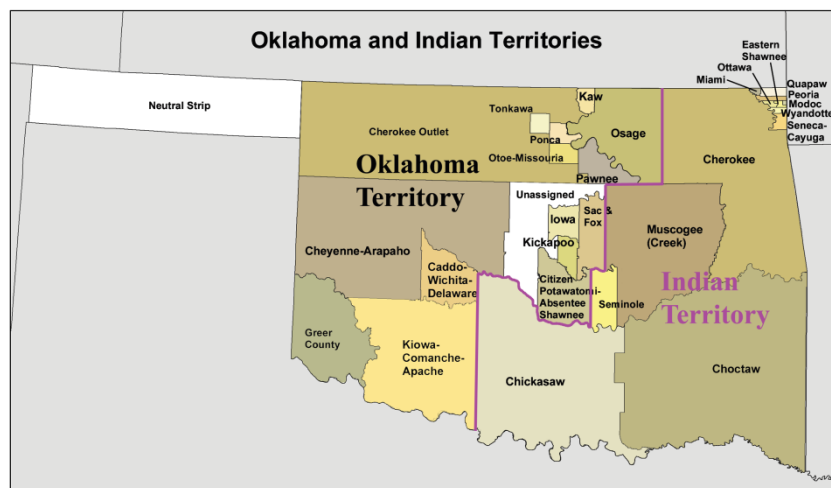 Oklahoma and Indian Territories
Eastern
Shawnee
Ottawa
Miami
Quapaw
Peoria
Modoc
Wyandotte
Seneca-
Cayuga
Neutral Strip
Kaw
Tonkawa
Cherokee Outlet
Ponca
Osage
Otoe-Missouria
Cherokee
Oklahoma
Territory
Pawnee
Unassigned
Iowa
Sac &
Fox
Muscogee
(Creek)
Cheyenne-Arapaho
Kickapoo
Caddo-
Wichita-
Delaware
Citizen
Potawatomi-
Absentee
Shawnee
Seminole
Indian
Territory
Greer
County
Kiowa-
Comanche-
Apache
Chickasaw
Choctaw